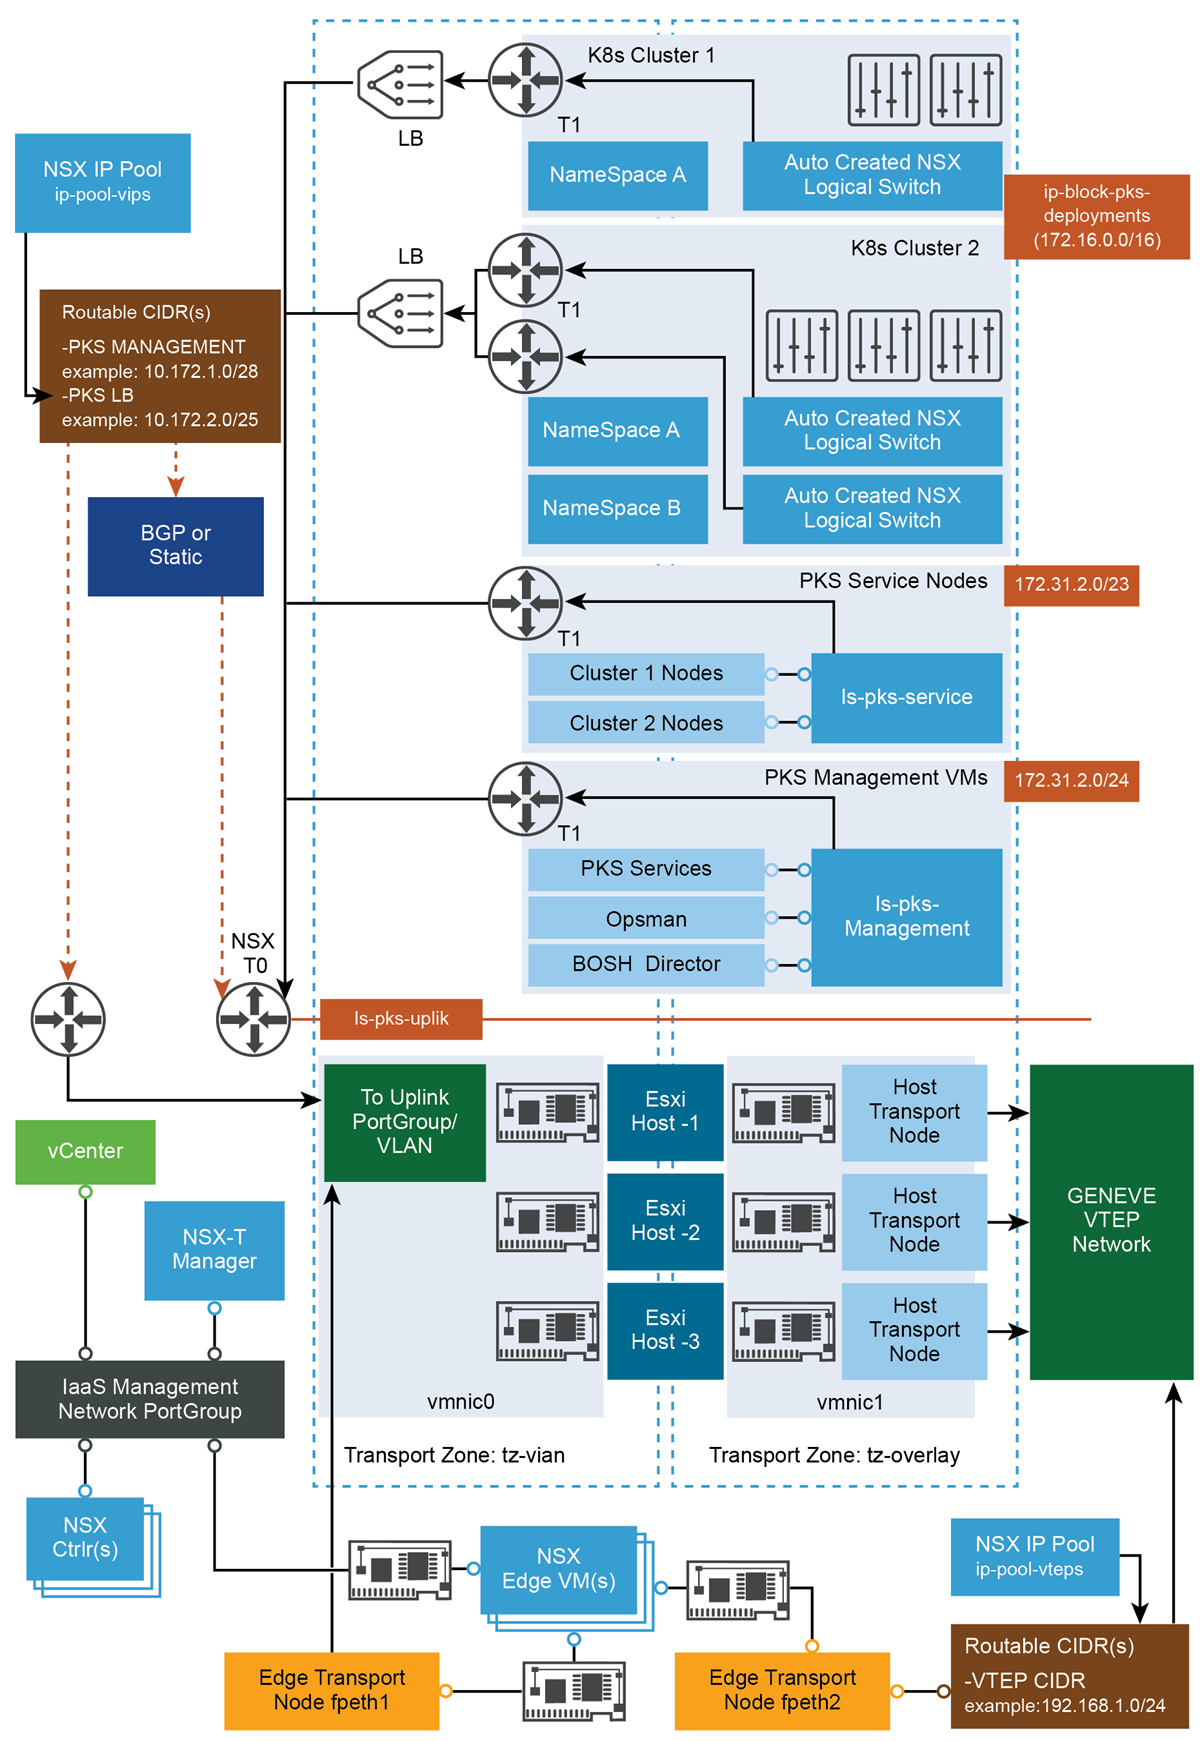 K8s Cluster 1
LB
T1
NSX IP Pool
ip-pool-vips
NameSpace A
Auto Created NSX
Logical Switch
ip-block-pks-
deployments
(172.16.0.0/16)
K8s Cluster 2
LB
T1
Routable CIDR(s)
-PKS MANAGEMENT
example: 10.172.1.0/28
-PKS LB
example: 10.172.2.0/25
NameSpace A
Auto Created NSX
Logical Switch
NameSpace B
Auto Created NSX
Logical Switch
BGP or
Static
PKS Service Nodes
172.31.2.0/23
T1
Cluster 1 Nodes
Cluster 2 Nodes
ls-pks-service
PKS Management VMs
172.31.2.0/24
T1
PKS Services
Opsman
BOSH Director
ls-pks-
Management
NSX
T0
ls-pks-uplik
To Uplink
PortGroup/
VLAN
Esxi
Host -1
Host
Transport
Node
Esxi
Host -2
Host
Transport
Node
Esxi
Host -3
Host
Transport
Node
GENEVE
VTEP
Network
vmnic0
vmnic1
Transport Zone: tz-vian
Transport Zone: tz-overlay
vCenter
NSX-T
Manager
IaaS Management
Network PortGroup
NSX
Ctrlr(s)
NSX
Edge VM(s)
NSX IP Pool
ip-pool-vteps
Edge Transport
Node fpeth1
Edge Transport
Node fpeth2
Routable CIDR(s)
-VTEP CIDR
example:192.168.1.0/24